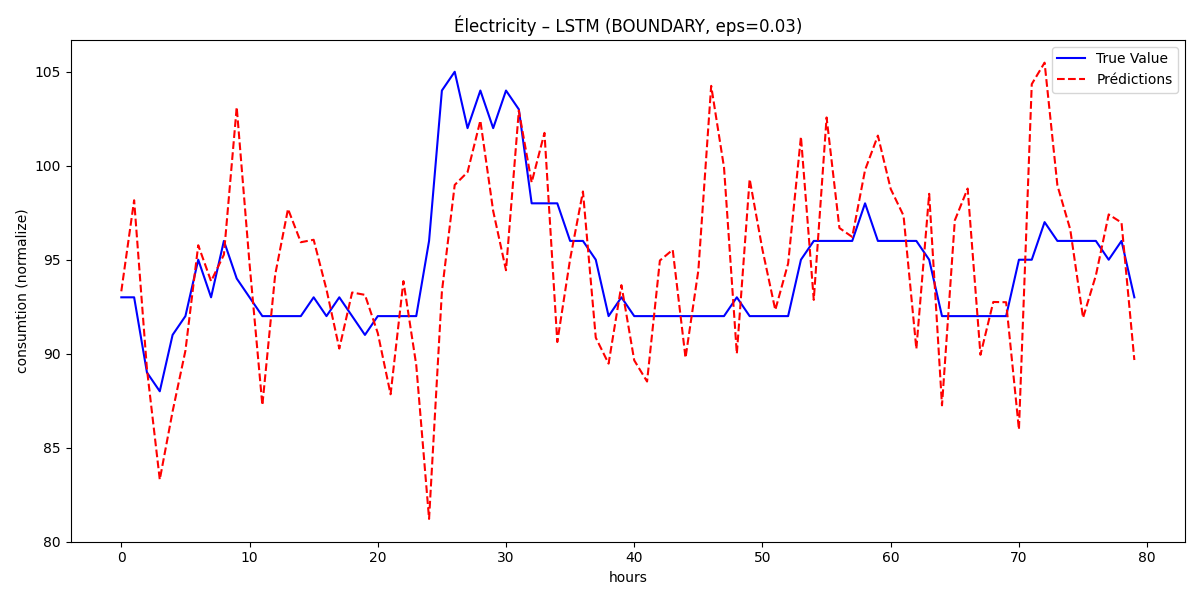 Électricity – LSTM (BOUNDARY, eps=0.03)
True Value
Prédictions
consumtion (normalize)
105
100
95
90
85
80
0 10 20 30 40 50 60 70 80
hours